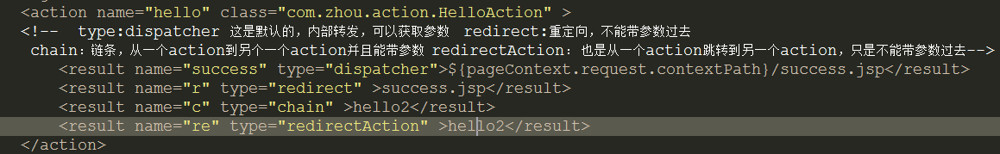 <action name="hello" class="com.zhou.action.HelloAction" >
<!--  type:dispatcher 这是默认的，内部转发，可以获取参数  redirect:重定向，不能带参数过去
chain：链条，从一个action到另个一个action并且能带参数 redirectAction：也是从一个action跳转到另一个action，只是不能带参数过去-->
<result name="success" type="dispatcher">${pageContext.request.contextPath}/success.jsp</result>
<result name="r" type="redirect" >success.jsp</result>
<result name="c" type="chain" >hello2</result>
<result name="re" type="redirectAction" >hello2</result>
</action>